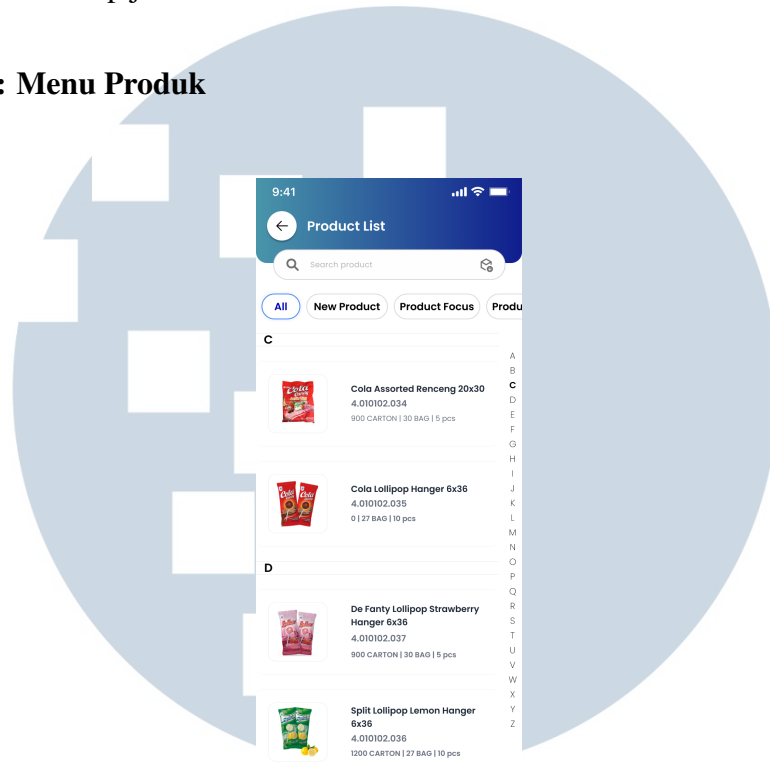 : Menu Produk
9:41
Product List
Search product
All
New Product
Product Focus
Produ
C
Cola Assorted Renceng 20x30
4.010102.034
900 CARTON | 30 BAG | 5 pcs
Cola Lollipop Hanger 6x36
4.010102.035
0 | 27 BAG | 10 pcs
D
De Fanty Lollipop Strawberry
Hanger 6x36
4.010102.037
900 CARTON | 30 BAG | 5 pcs
Split Lollipop Lemon Hanger
6x36
4.010102.036
1200 CARTON | 27 BAG | 10 pcs
A
B
C
D
E
F
G
H
I
J
K
L
M
N
O
P
Q
R
S
T
U
V
W
X
Y
Z